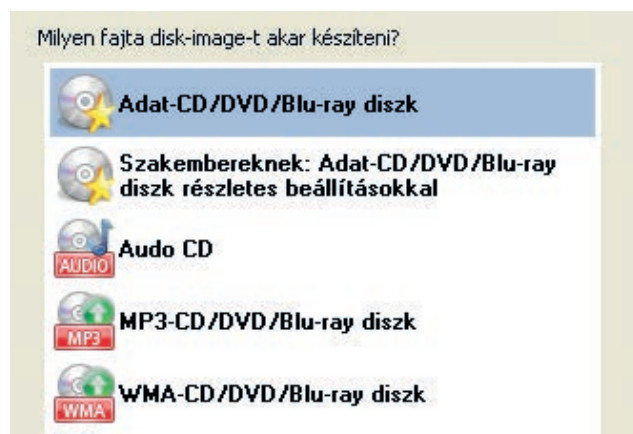 Milyen fajta disk-image-t akar készíteni?
Adat-CD/DVD/Blu-ray diszk
Szakembereknek: Adat-CD/DVD/Blu-ray
diszk részletes beállításokkal
Audo CD
AUDIO
MP3-CD/DVD/Blu-ray diszk
MP3
WMA-CD/DVD/Blu-ray diszk
WMA